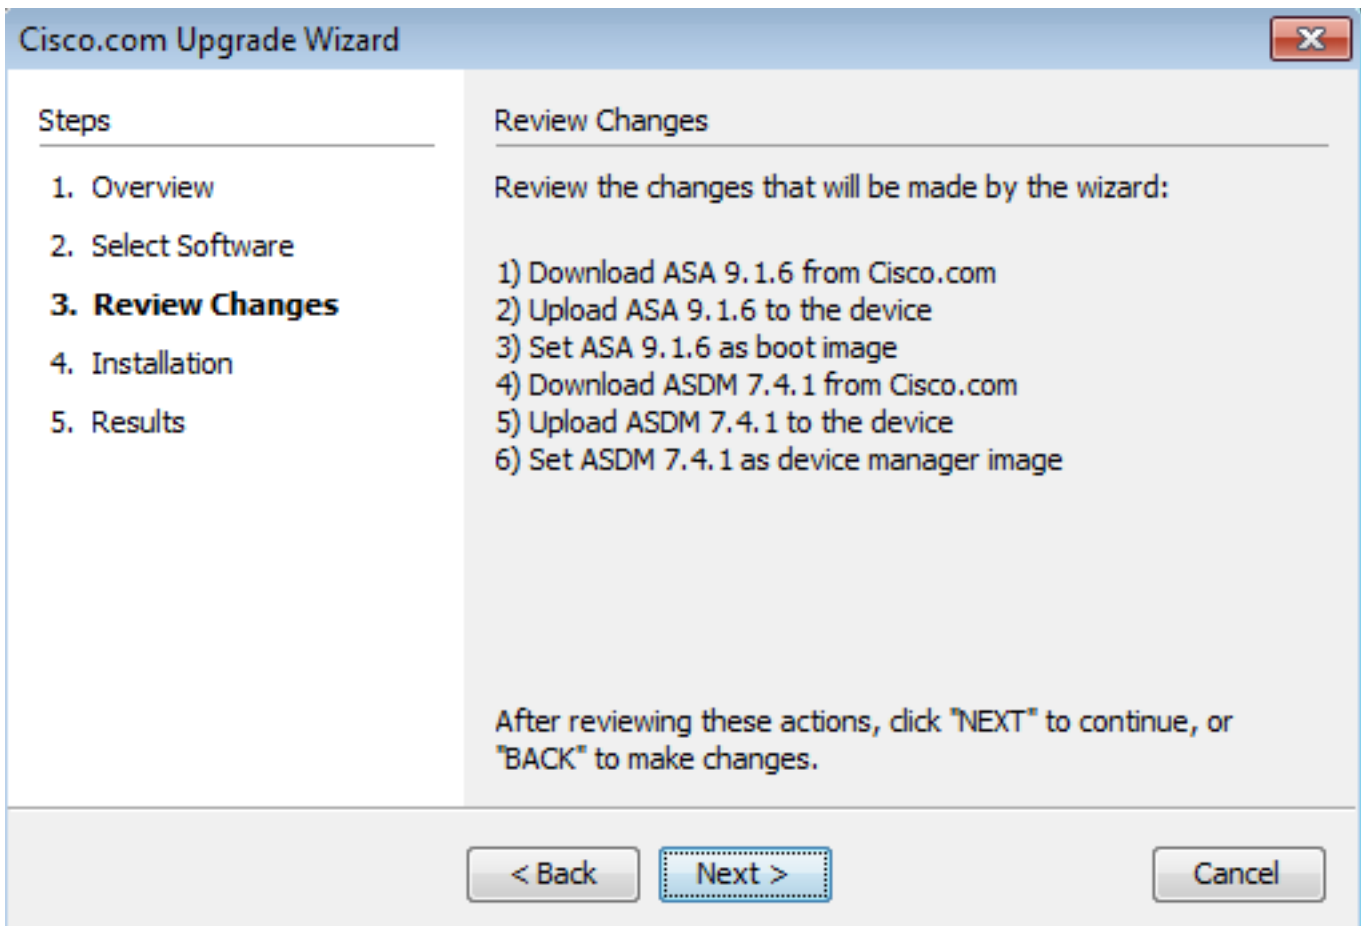 Cisco.com Upgrade Wizard
Steps
1. Overview
2. Select Software
3. Review Changes
4. Installation
5. Results
Review Changes
Review the changes that will be made by the wizard:
1) Download ASA 9.1.6 from Cisco.com
2) Upload ASA 9.1.6 to the device
3) Set ASA 9.1.6 as boot image
4) Download ASDM 7.4.1 from Cisco.com
5) Upload ASDM 7.4.1 to the device
6) Set ASDM 7.4.1 as device manager image
After reviewing these actions, click "NEXT" to continue, or
"BACK" to make changes.
< Back
Next >
Cancel